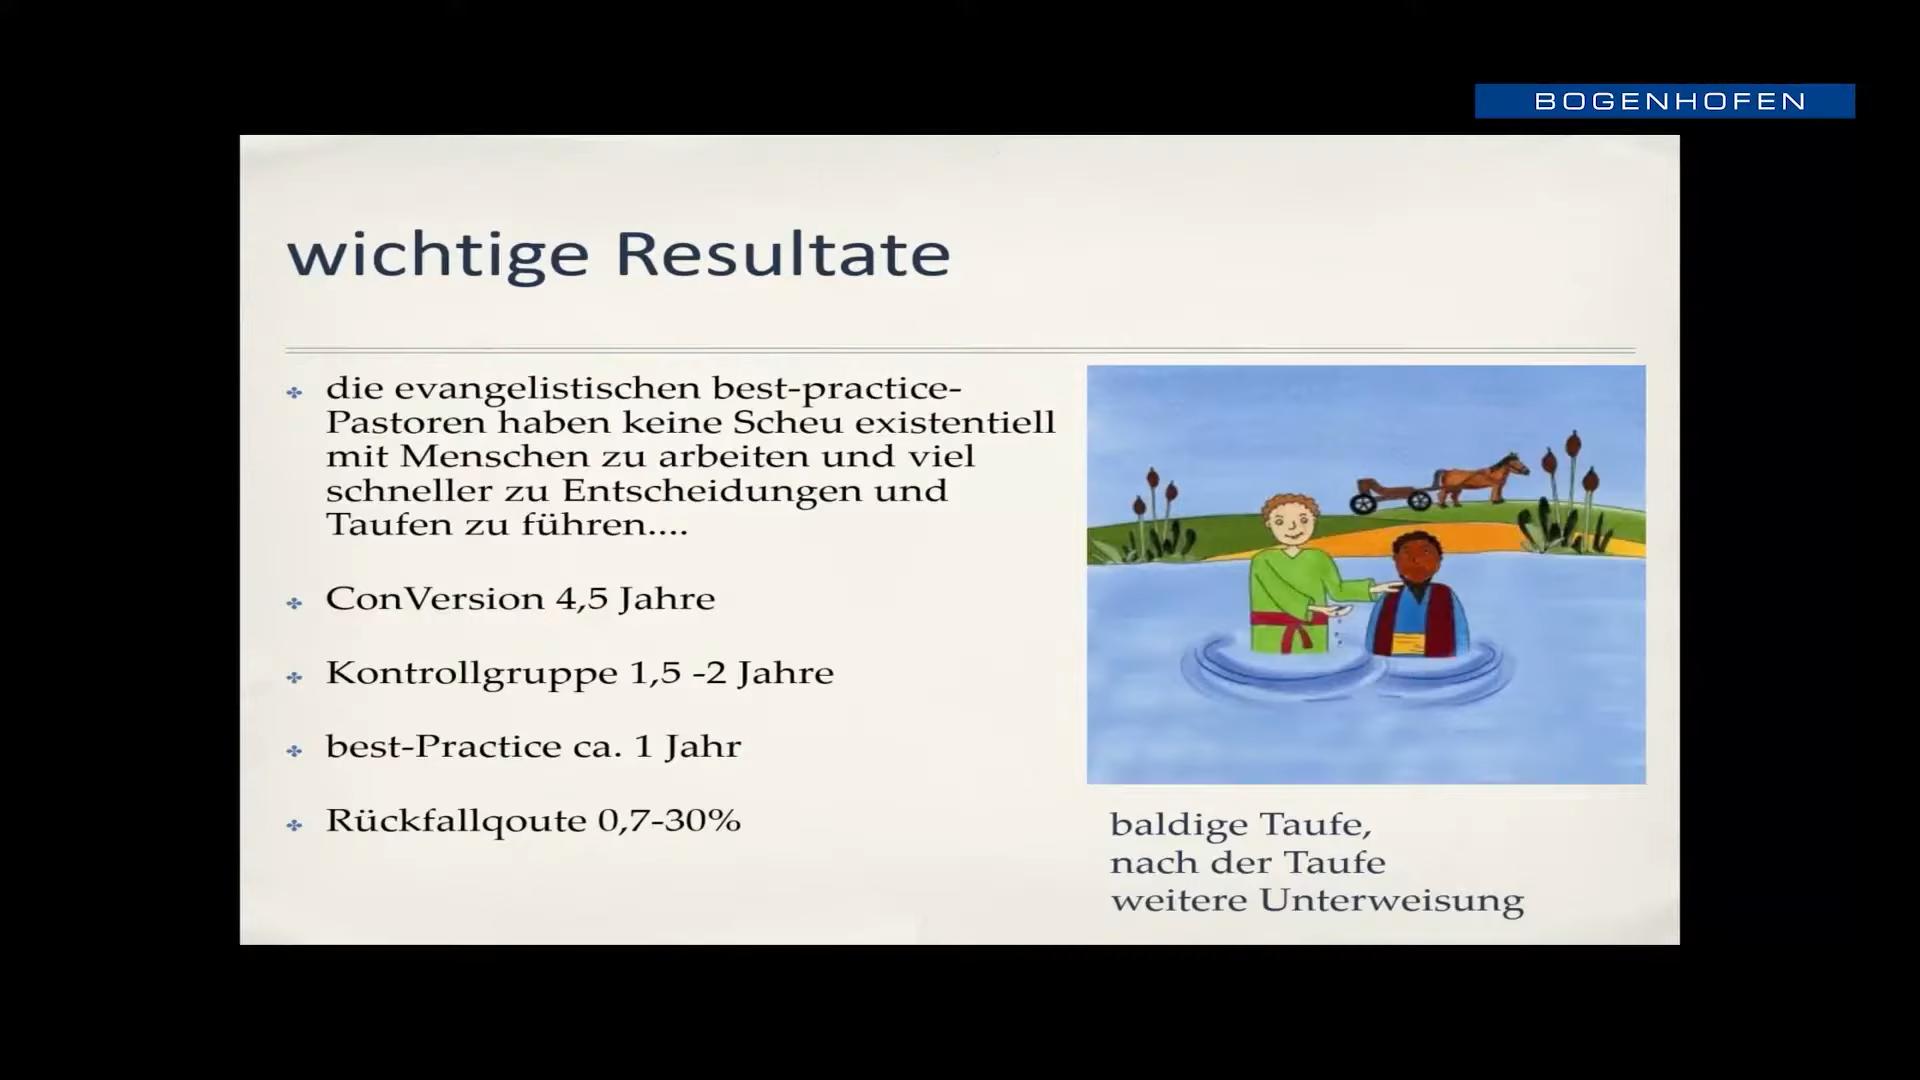 BOGENHOFEN
wichtige Resultate
die evangelistischen best-practice-
Pastoren haben keine Scheu existentiell
mit Menschen zu arbeiten und viel
schneller zu Entscheidungen und
Taufen zu führen....
ConVersion 4,5 Jahre
Kontrollgruppe 1,5 -2 Jahre
best-Practice ca. 1 Jahr
Rückfallqoute 0,7-30%
baldige Taufe,
nach der Taufe
weitere Unterweisung